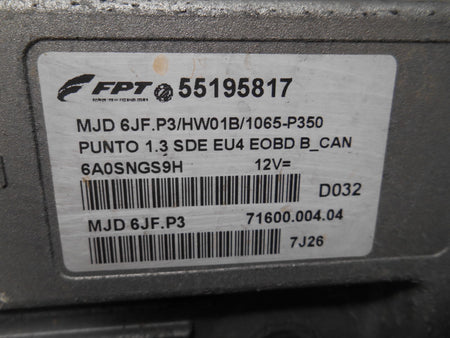 FPT 55195817
MJD 6JF.P3/HW01B/1065-P350
PUNTO 1.3 SDE EU4 EOBD B_CAN
6A0SNGS9H 12V=
D032
MJD 6JF.P3 71600.004.04
7J26